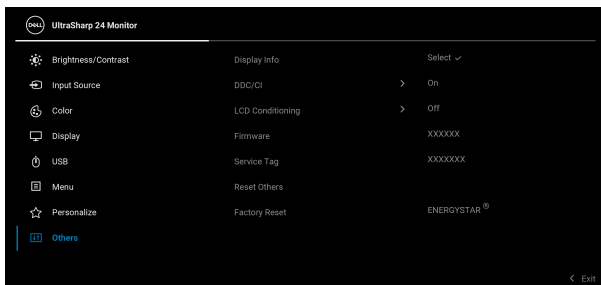 DELL UltraSharp 24 Monitor
Brightness/Contrast Display Info Select ✓
Input Source DDC/CI > On
Color LCD Conditioning > Off
Display Firmware XXXXXX
USB Service Tag XXXXXXX
Menu Reset Others
Personalize Factory Reset ENERGYSTAR ®
Others
< Exit